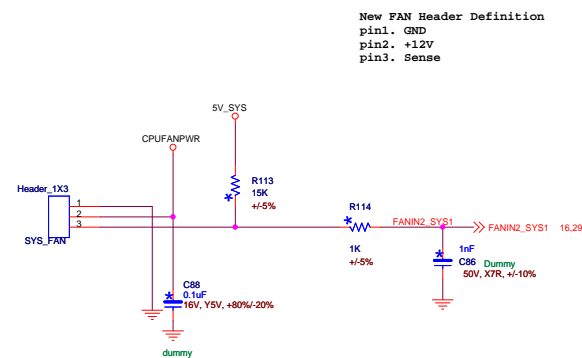 New FAN Header Definition
pin1. GND
pin2. +12V
pin3. Sense
5V_SYS
CPUFANPWR
R113
15K
+/-5%
Header_1X3
1
2
3
SYS_FAN
R114
1K
+/-5%
FANIN2_SYS1
FANIN2_SYS1 16,29
1nF
C86 Dummy
50V, X7R, +/-10%
C88
0.1uF
16V, Y5V, +80%/-20%
dummy